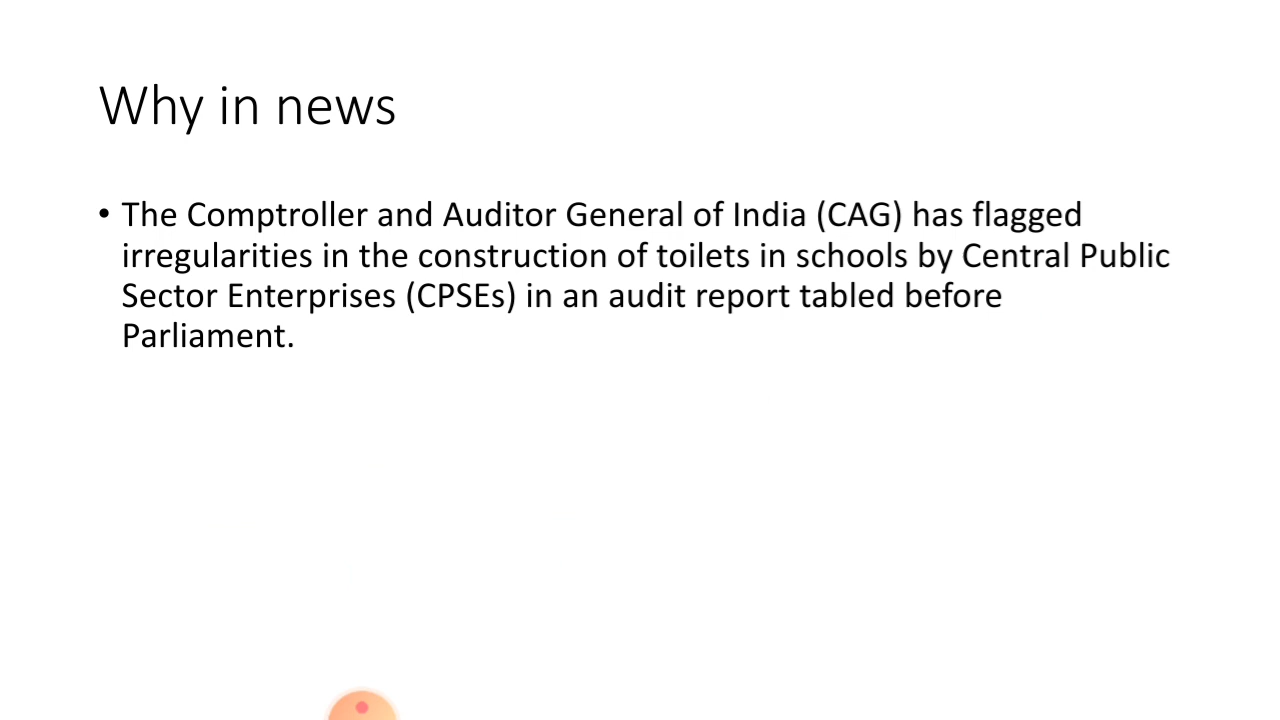 Why in news
• The Comptroller and Auditor General of India (CAG) has flagged
irregularities in the construction of toilets in schools by Central Public
Sector Enterprises (CPSEs) in an audit report tabled before
Parliament.